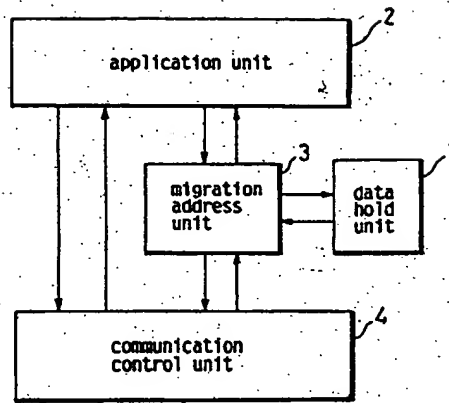 2
application unit
3
migration
address
unit
data
hold
unit
4
communication
control unit